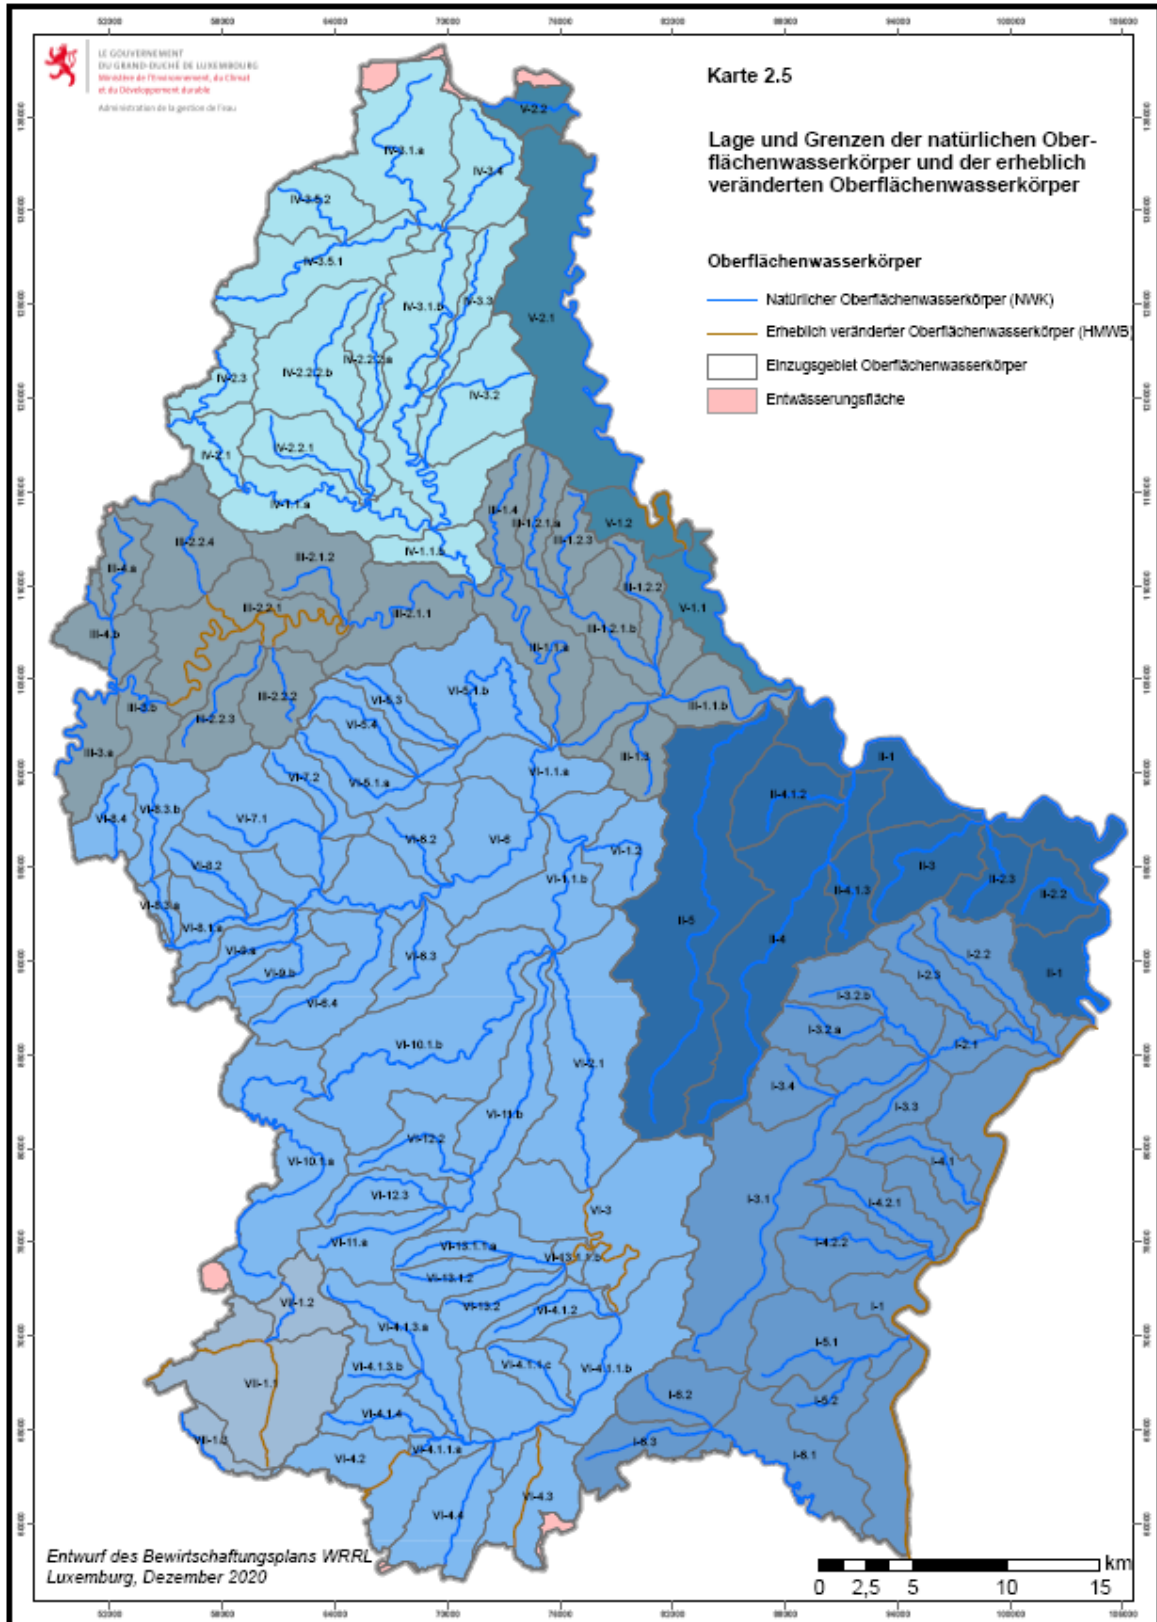 LE GOUVERNEMENT
DU GRAND-DUCHÉ DE LUXEMBOURG
Ministère de l'Environnement, du Climat
et du Développement durable
Administration de la gestion de l'eau
Karte 2.5
Lage und Grenzen der natürlichen Ober-
flächenwasserkörper und der erheblich
veränderten Oberflächenwasserkörper
Oberflächenwasserkörper
Natürlicher Oberflächenwasserkörper (NWK)
Erheblich veränderter Oberflächenwasserkörper (HMWB)
Einzugsgebiet Oberflächenwasserkörper
Entwässerungsfläche
V-2.2
IV-3.1.a
IV-3.4
IV-3.5.2
IV-3.5.1
IV-3.1.b
IV-3.3
V-2.1
IV-2.2.2.a
IV-2.2.2.b
IV-2.3
IV-3.2
IV-2.2.1
IV-2.1
IV-1.1.a
III-1.4
III-1.2.1.a
V-1.2
III-1.2.3
III-2.2.4
IV-1.1.b
III-2.1.2
III-4.a
III-1.2.2
III-2.2.1
V-1.1
III-2.1.1
III-1.2.1.b
III-4.b
III-1.1.a
VI-5.1.b
III-2.2.2
VI-5.3
III-3.b
III-1.1.b
III-2.2.3
VI-5.4
III-3.a
III-1.3
II-1
VI-1.1.a
VI-7.2
VI-5.1.a
II-4.1.2
VI-8.3.b
VI-8.4
VI-7.1
VI-6.2
VI-6
VI-1.2
VI-8.2
II-3
VI-1.1.b
II-2.3
II-4.1.3
II-2.2
VI-8.3.a
II-5
VI-8.1.a
II-4
VI-9.a
I-2.2
VI-6.3
VI-9.b
I-2.3
II-1
I-3.2.b
VI-6.4
I-3.2.a
VI-10.1.b
I-2.1
VI-2.1
I-3.4
I-3.3
VI-11.b
VI-12.2
VI-10.1.a
I-4.1
VI-12.3
I-3.1
I-4.2.1
VI-3
VI-11.a
I-4.2.2
VI-13.1.1.a
VI-13.1.1.b
VI-13.1.2
VII-1.2
VI-13.2
VI-4.1.2
I-1
VI-4.1.3.a
I-5.1
VI-4.1.3.b
VI-4.1.1.c
VI-4.1.1.b
VII-1.1
I-6.2
I-5.2
VI-4.1.4
VII-1.3
I-6.3
VI-4.1.1.a
VI-4.2
I-6.1
VI-4.3
VI-4.4
Entwurf des Bewirtschaftungsplans WRRL
Luxemburg, Dezember 2020
km
0 2,5 5 10 15